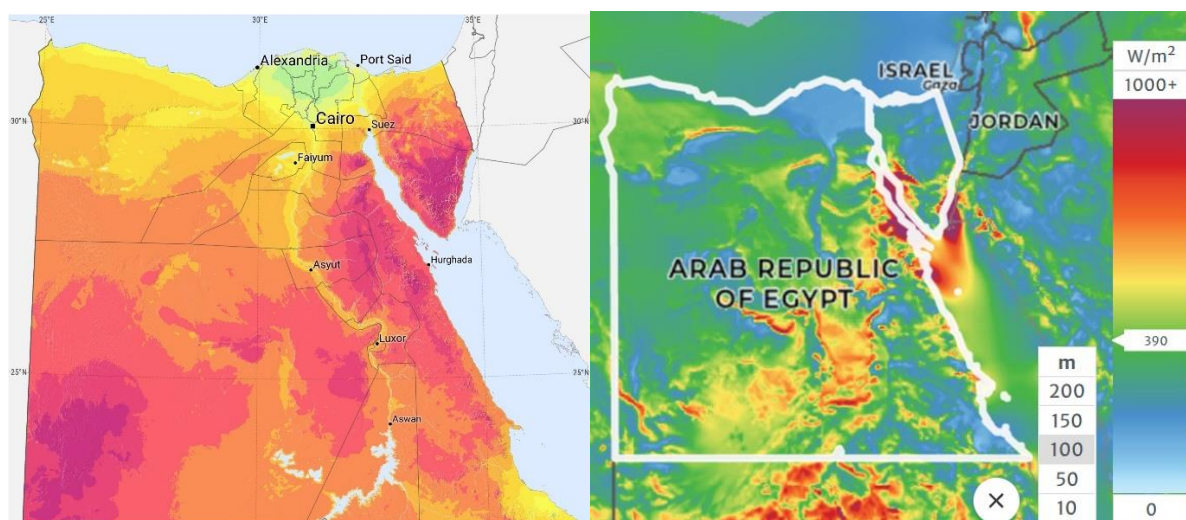 25°E
30°E
35°E
Alexandria
Port Said
30°N
Cairo
Suez
30°N
Faiyum
Asyut
Hurghada
Luxor
25°N
25°N
Aswan
ISRAEL
Gaza
JORDAN
ARAB REPUBLIC
OF EGYPT
W/m²
1000+
390
0
m
200
150
100
50
10